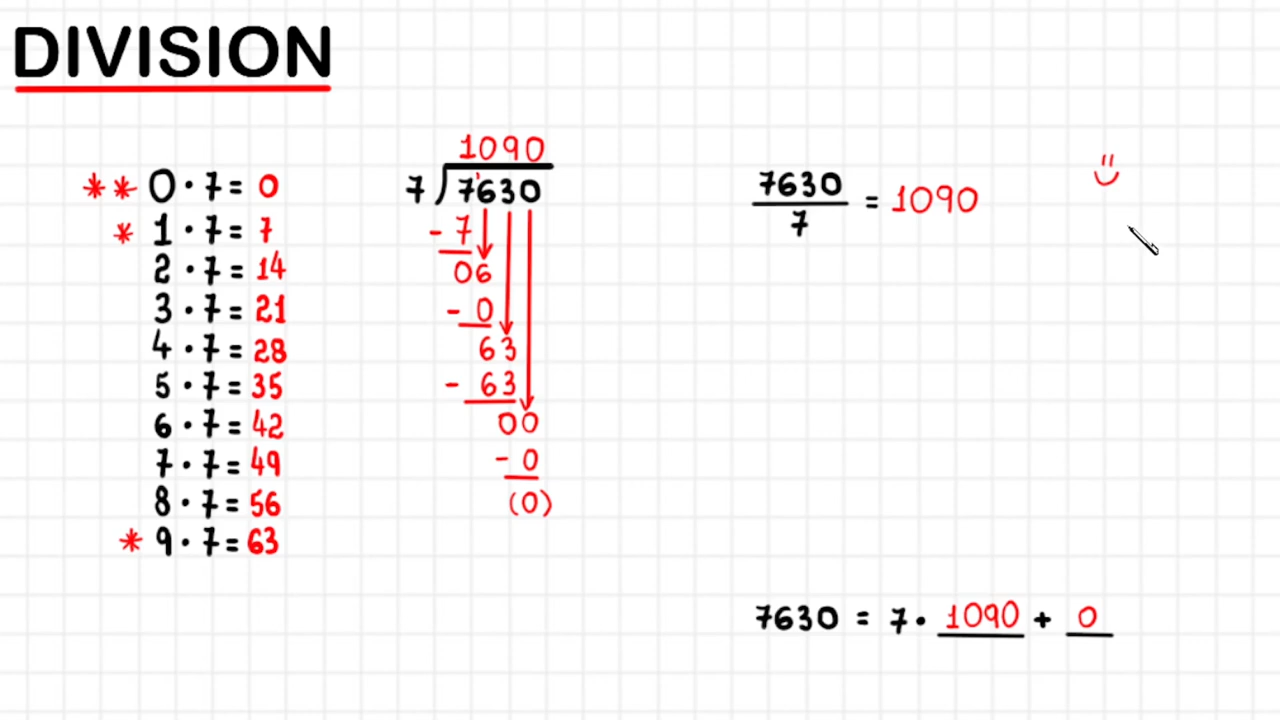 DIVISION
** 0 · 7 = 0
* 1 · 7 = 7
2 · 7 = 14
3 · 7 = 21
4 · 7 = 28
5 · 7 = 35
6 · 7 = 42
7 · 7 = 49
8 · 7 = 56
* 9 · 7 = 63
1090
7 7630
- 7
06
- 0
63
- 63
00
- 0
(0)
7630
= 1090
7
7630 = 7 · 1090 + 0